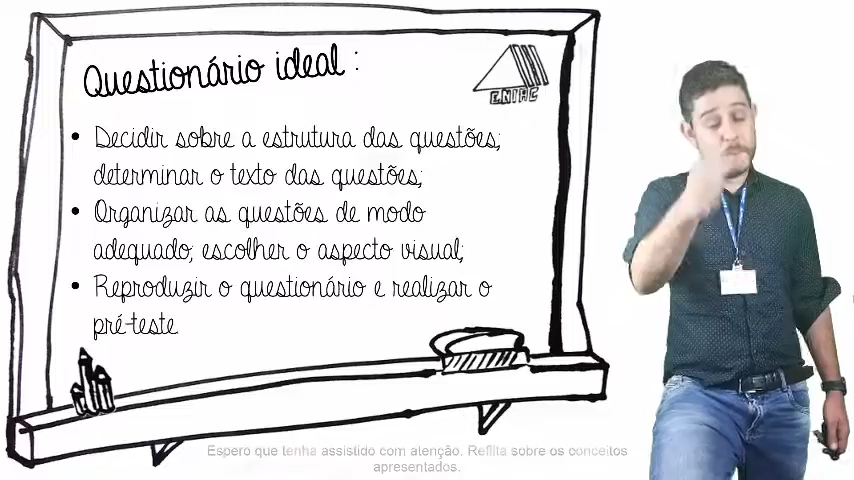 Questionário ideal :
ENIAC
• Decidir sobre a estrutura das questões;
determinar o texto das questões;
• Organizar as questões de modo
adequado, escolher o aspecto visual;
• Reproduzir o questionário e realizar o
pré-teste
Espero que tenha assistido com atenção. Reflita sobre os conceitos
apresentados.